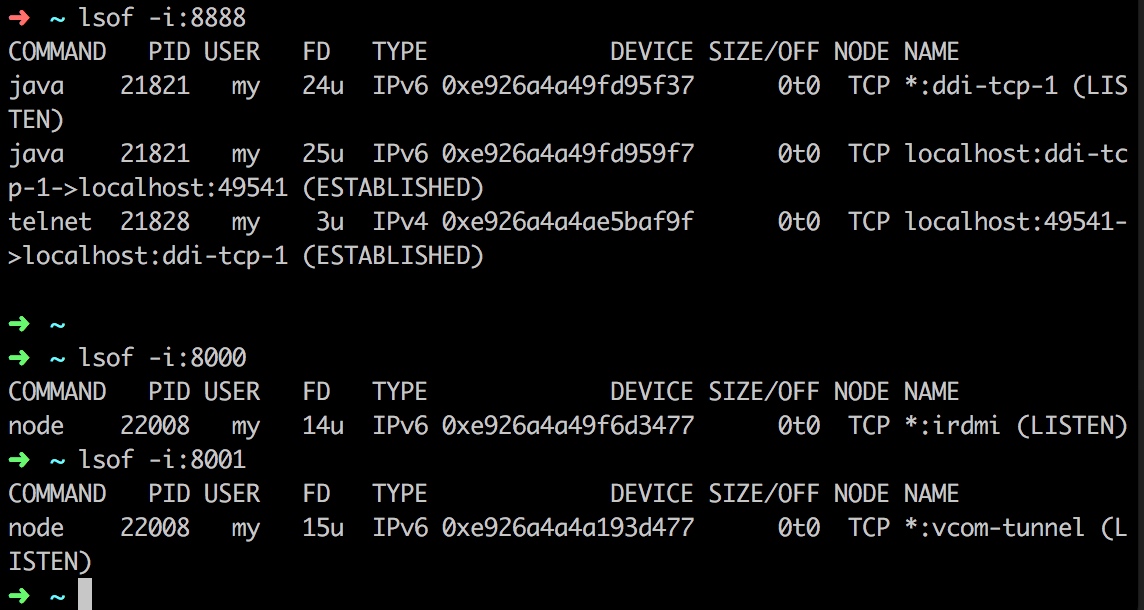 ➜ ~ lsof -i:8888
COMMAND   PID USER   FD   TYPE             DEVICE SIZE/OFF NODE NAME
java    21821   my   24u  IPv6 0xe926a4a49fd95f37      0t0  TCP *:ddi-tcp-1 (LIS
TEN)
java    21821   my   25u  IPv6 0xe926a4a49fd959f7      0t0  TCP localhost:ddi-tc
p-1->localhost:49541 (ESTABLISHED)
telnet  21828   my    3u  IPv4 0xe926a4a4ae5baf9f      0t0  TCP localhost:49541-
>localhost:ddi-tcp-1 (ESTABLISHED)
➜ ~
➜ ~ lsof -i:8000
COMMAND   PID USER   FD   TYPE             DEVICE SIZE/OFF NODE NAME
node    22008   my   14u  IPv6 0xe926a4a49f6d3477      0t0  TCP *:irdmi (LISTEN)
➜ ~ lsof -i:8001
COMMAND   PID USER   FD   TYPE             DEVICE SIZE/OFF NODE NAME
node    22008   my   15u  IPv6 0xe926a4a4a193d477      0t0  TCP *:vcom-tunnel (L
ISTEN)
➜ ~